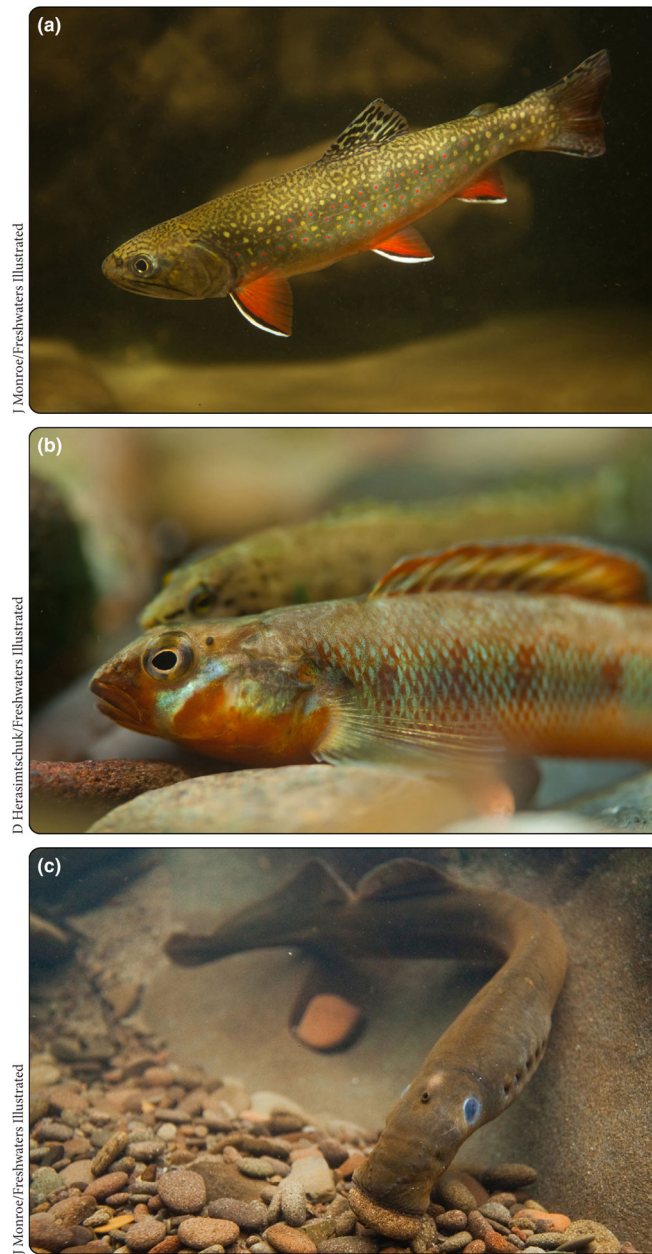 (a)
J Monroe/Freshwaters Illustrated
(b)
D Herasimtschuk/Freshwaters Illustrated
(c)
J Monroe/Freshwaters Illustrated